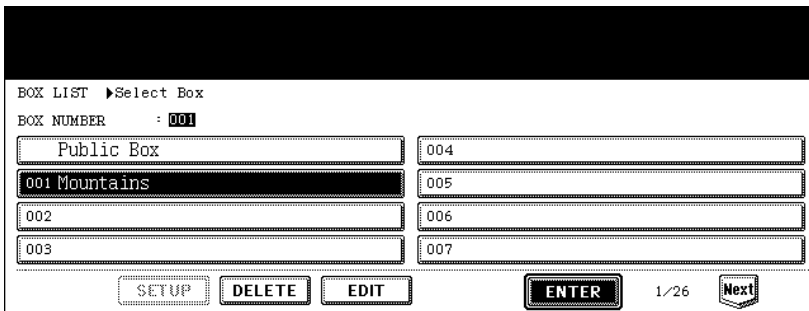 BOX LIST ▶Select Box
BOX NUMBER : 001
Public Box
004
001 Mountains
005
002
006
003
007
SETUP DELETE EDIT ENTER 1/26 Next